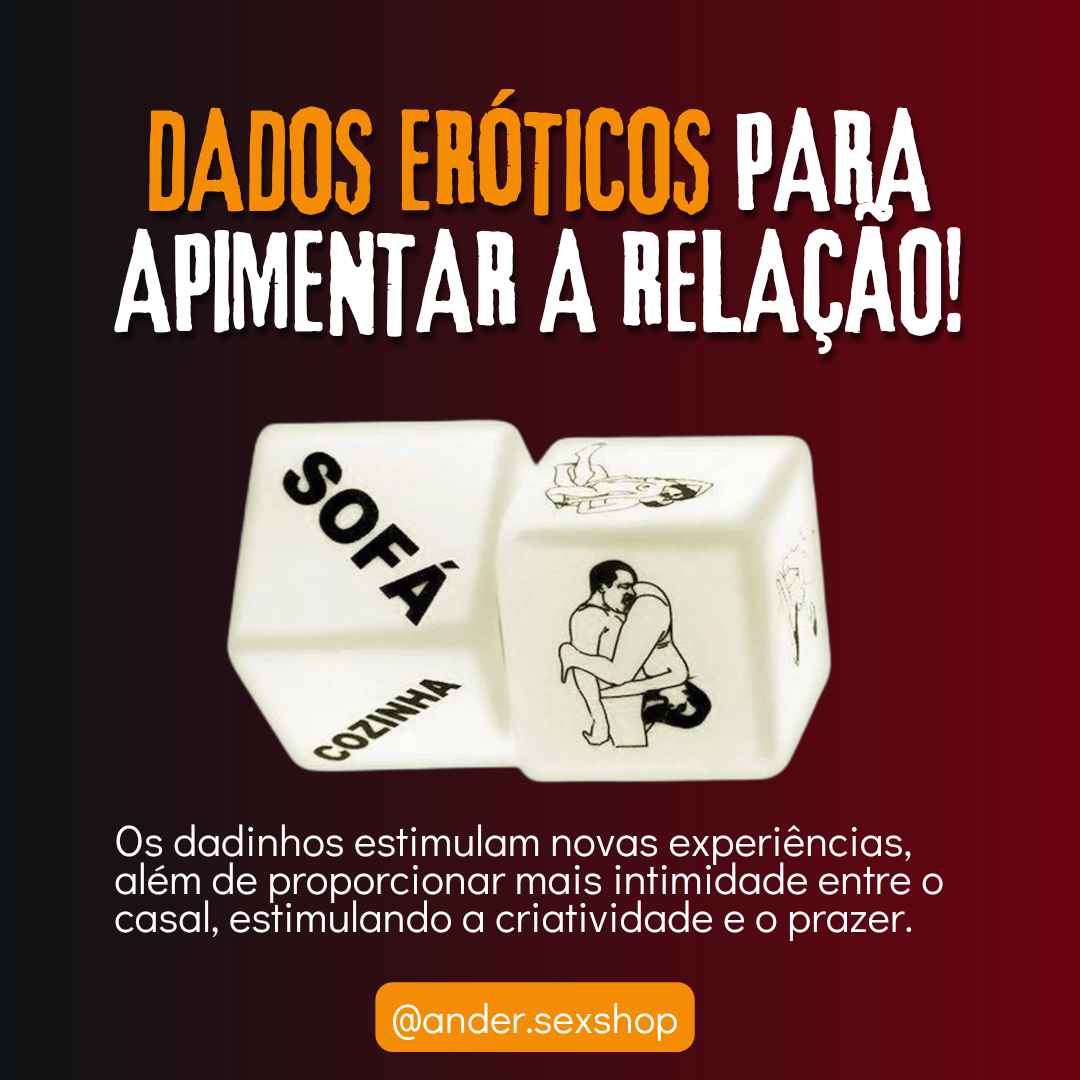 DADOS ERÓTICOS PARA
APIMENTAR A RELAÇÃO!
SOFÁ
COZINHA
Os dadinhos estimulam novas experiências,
além de proporcionar mais intimidade entre o
casal, estimulando a criatividade e o prazer.
@ander.sexshop